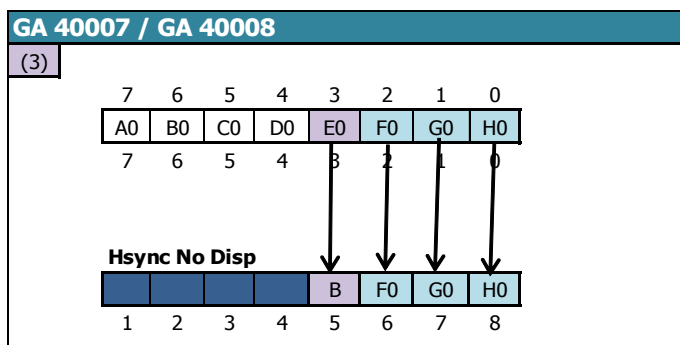 GA 40007 / GA 40008
(3)
7 6 5 4 3 2 1 0
A0 B0 C0 D0 E0 F0 G0 H0
7 6 5 4 3 2 1 0
Hsync No Disp
B F0 G0 H0
1 2 3 4 5 6 7 8